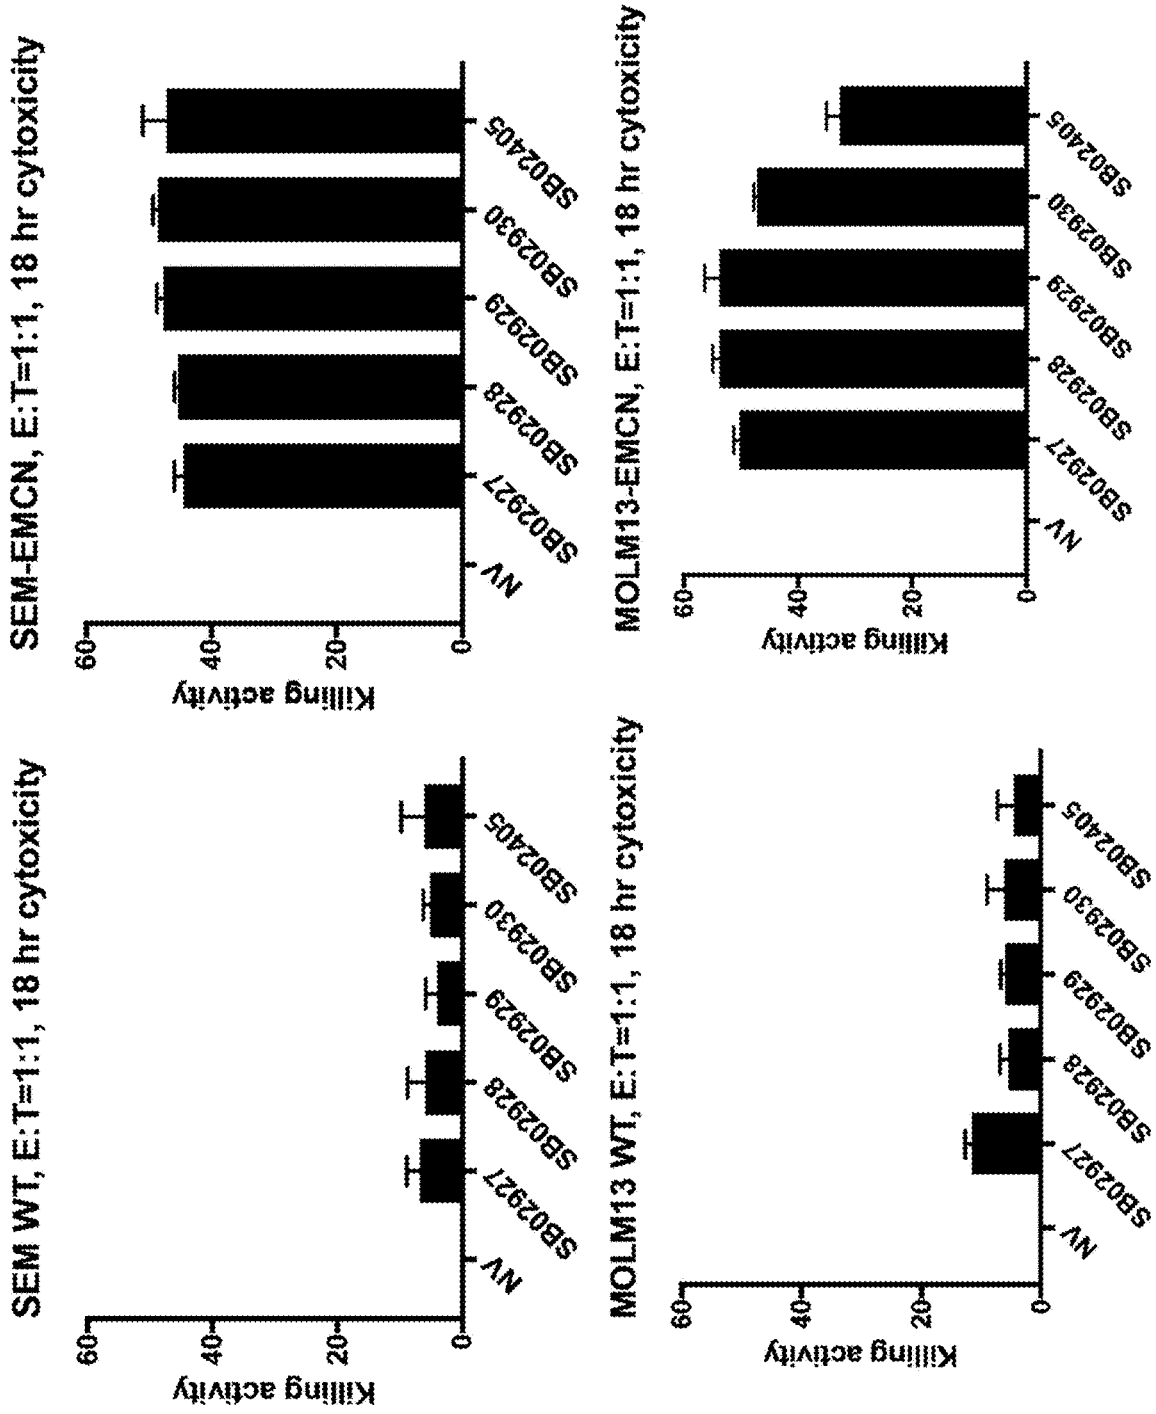 SEM WT, E:T=1:1, 18 hr cytoxicity
Killing activity
60
40
20
0
NV
SB02927
SB02928
SB02929
SB02930
SB02405
SEM-EMCN, E:T=1:1, 18 hr cytoxicity
Killing activity
60
40
20
0
NV
SB02927
SB02928
SB02929
SB02930
SB02405
MOLM13 WT, E:T=1:1, 18 hr cytoxicity
Killing activity
60
40
20
0
NV
SB02927
SB02928
SB02929
SB02930
SB02405
MOLM13-EMCN, E:T=1:1, 18 hr cytoxicity
Killing activity
60
40
20
0
NV
SB02927
SB02928
SB02929
SB02930
SB02405